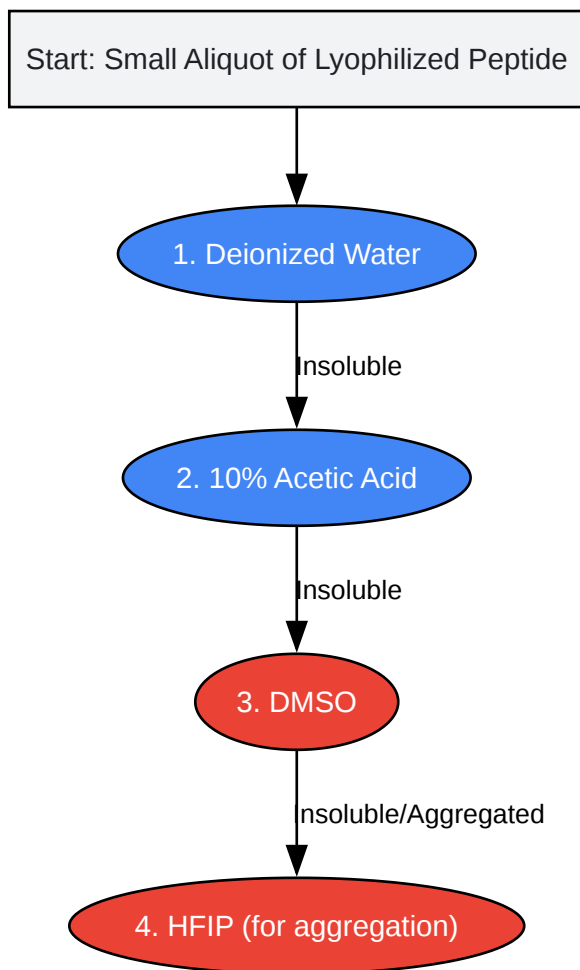 Start: Small Aliquot of Lyophilized Peptide
1. Deionized Water
Insoluble
2. 10% Acetic Acid
Insoluble
3. DMSO
Insoluble/Aggregated
4. HFIP (for aggregation)